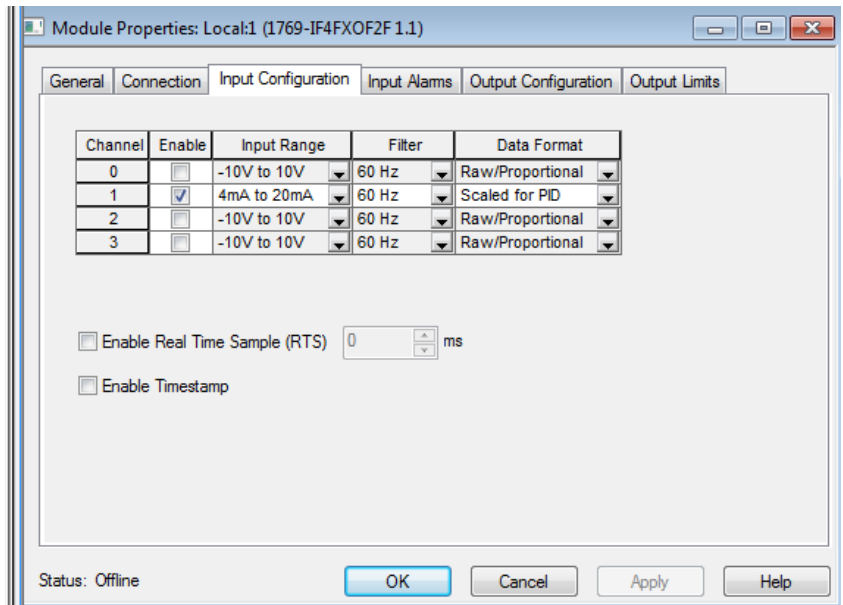 Module Properties: Local:1 (1769-IF4FXOF2F 1.1)
General Connection Input Configuration Input Alarms Output Configuration Output Limits
Channel Enable Input Range Filter Data Format
0 -10V to 10V 60 Hz Raw/Proportional
1 4mA to 20mA 60 Hz Scaled for PID
2 -10V to 10V 60 Hz Raw/Proportional
3 -10V to 10V 60 Hz Raw/Proportional
Enable Real Time Sample (RTS) 0 ms
Enable Timestamp
Status: Offline OK Cancel Apply Help